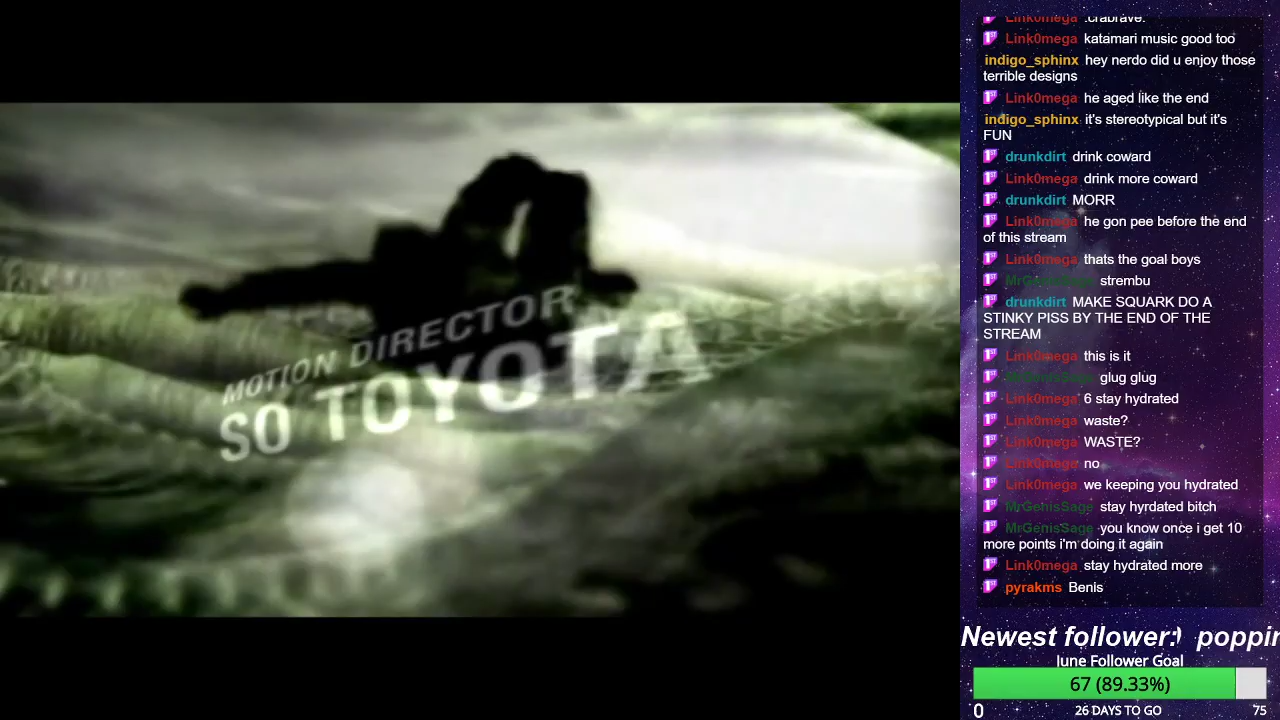 MOTION DIRECTOR
SO TOYOTA
Link0mega :crabrave:
Link0mega katamari music good too
indigo_sphinx hey nerdo did u enjoy those
terrible designs
Link0mega he aged like the end
indigo_sphinx it's stereotypical but it's
FUN
drunkdirt drink coward
Link0mega drink more coward
drunkdirt MORR
Link0mega he gon pee before the end
of this stream
Link0mega thats the goal boys
MrGenisSage strembu
drunkdirt MAKE SQUARK DO A
STINKY PISS BY THE END OF THE
STREAM
Link0mega this is it
MrGenisSage glug glug
Link0mega 6 stay hydrated
Link0mega waste?
Link0mega WASTE?
Link0mega no
Link0mega we keeping you hydrated
MrGenisSage stay hyrdated bitch
MrGenisSage you know once i get 10
more points i'm doing it again
Link0mega stay hydrated more
pyrakms Benis
Newest follower: poppin
June Follower Goal
67 (89.33%)
0 26 DAYS TO GO 75